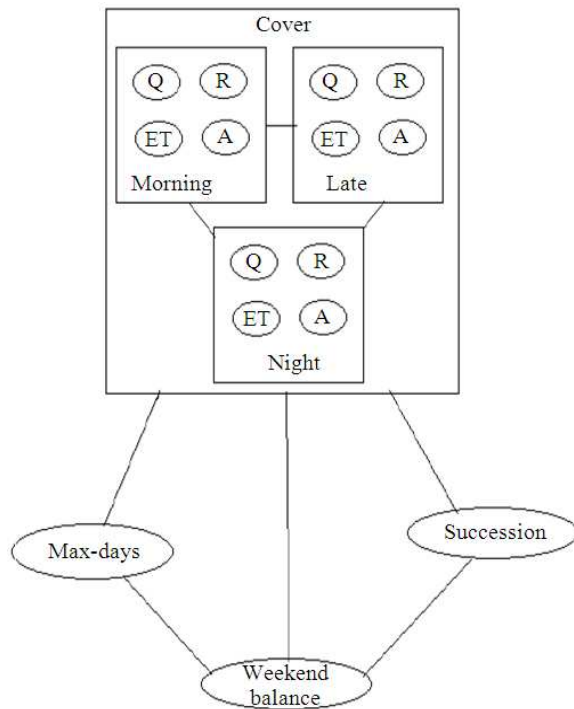 Cover
Q R Q R
ET A ET A
Morning Late
Q R
ET A
Night
Max-days
Succession
Weekend
balance